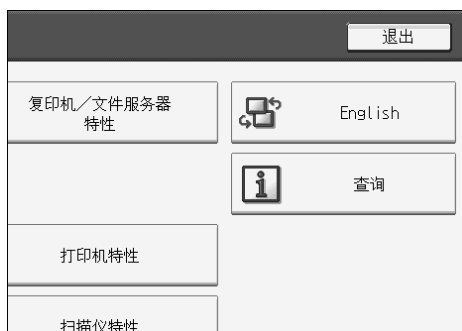 退出
复印机／文件服务器
特性
English
查询
打印机特性
扫描仪特性